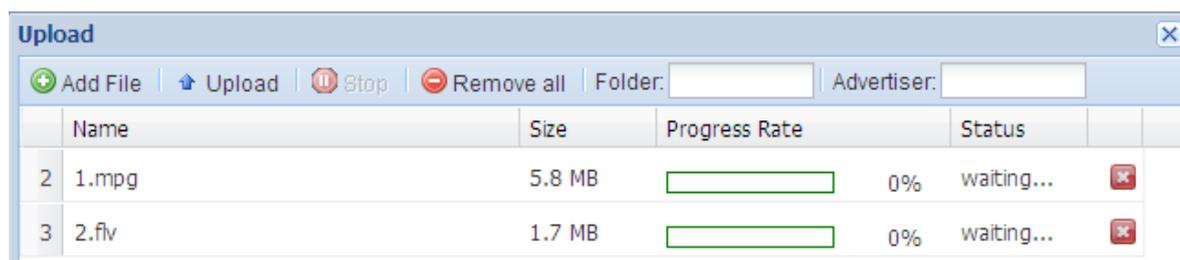 Upload
Add File Upload Stop Remove all Folder: Advertiser:
Name Size Progress Rate Status
2 1.mpg 5.8 MB 0% waiting...
3 2.flv 1.7 MB 0% waiting...